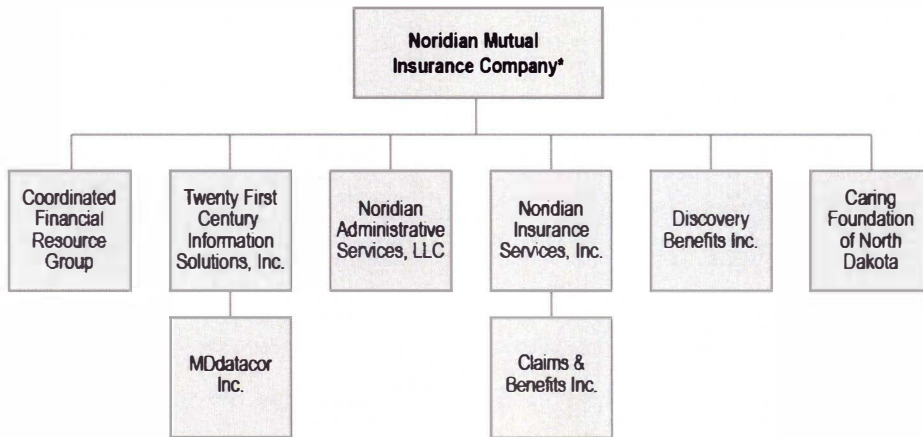 Noridian Mutual
Insurance Company*
Coordinated
Financial
Resource
Group
Twenty First
Century
Information
Solutions, Inc.
Noridian
Administrative
Services, LLC
Noridian
Insurance
Services, Inc.
Discovery
Benefits Inc.
Caring
Foundation
of North
Dakota
MDdatacor
Inc.
Claims &
Benefits Inc.